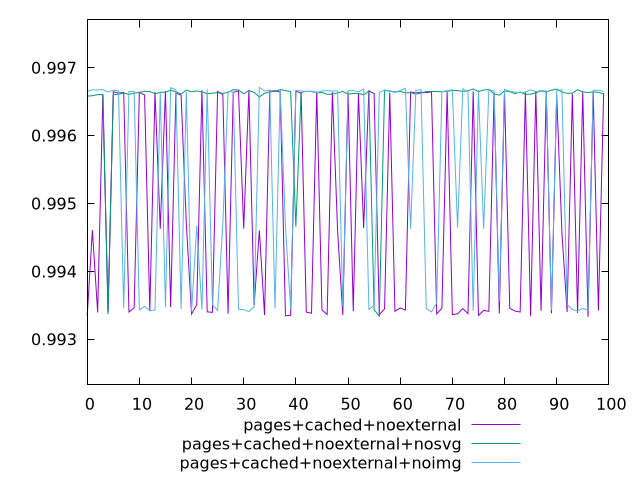 0.997
0.996
0.995
0.994
0.993
0 10 20 30 40 50 60 70 80 90 100
pages+cached+noexternal
pages+cached+noexternal+nosvg
pages+cached+noexternal+noimg